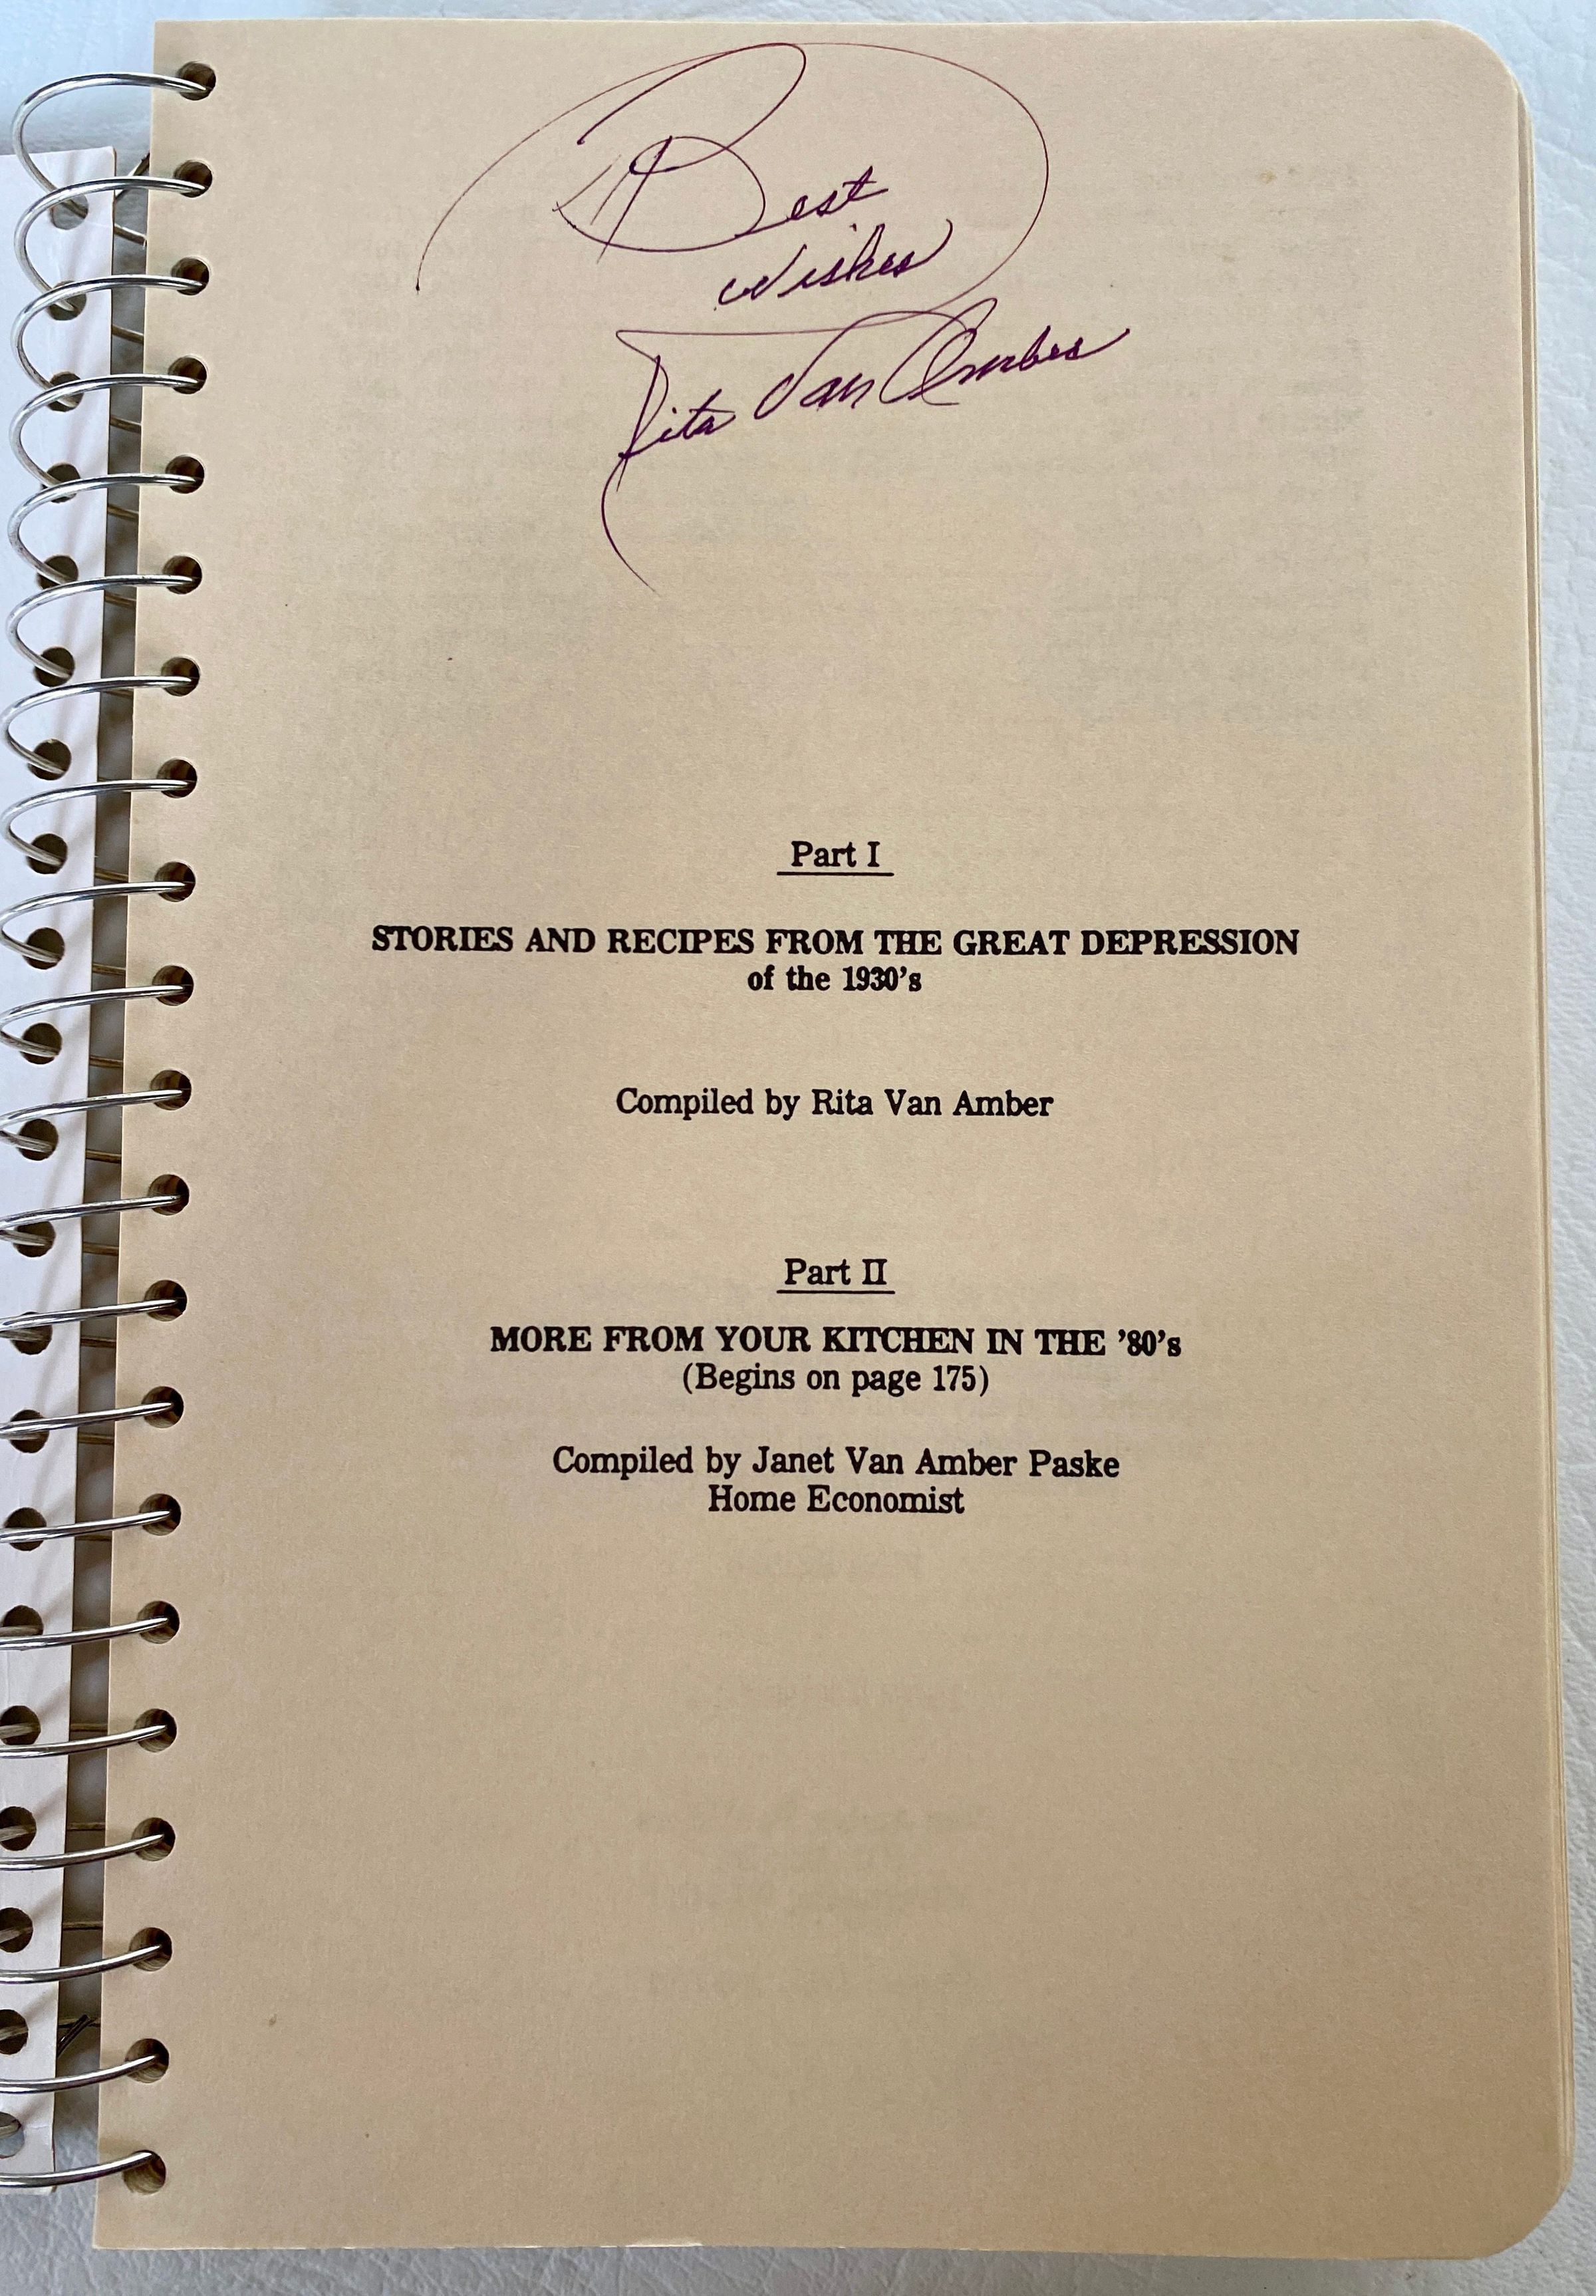 Best
Wishes
Rita Van Amber
Part I
STORIES AND RECIPES FROM THE GREAT DEPRESSION
of the 1930's
Compiled by Rita Van Amber
Part II
MORE FROM YOUR KITCHEN IN THE '80's
(Begins on page 175)
Compiled by Janet Van Amber Paske
Home Economist